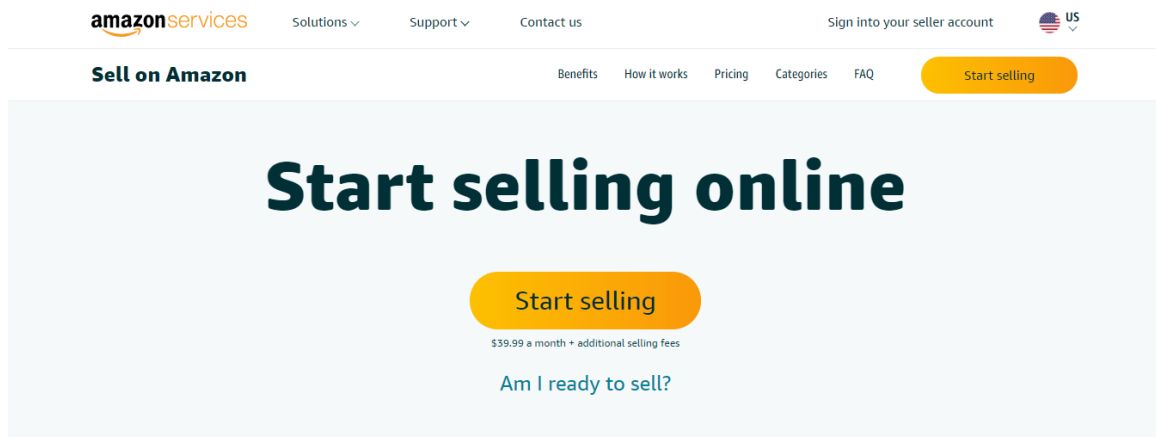 amazonservices Solutions Support Contact us Sign into your seller account US
Sell on Amazon Benefits How it works Pricing Categories FAQ Start selling
Start selling online
Start selling
$39.99 a month + additional selling fees
Am I ready to sell?